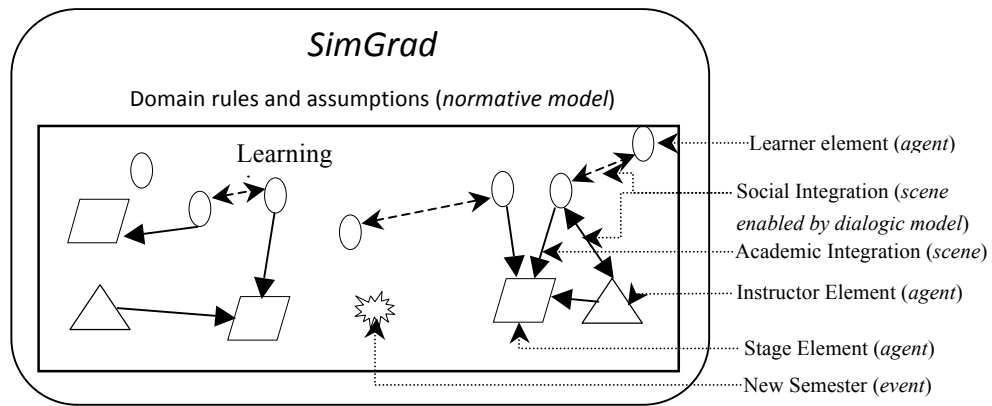 SimGrad
Domain rules and assumptions (normative model)
Learning
Learner element (agent)
Social Integration (scene
enabled by dialogic model)
Academic Integration (scene)
Instructor Element (agent)
Stage Element (agent)
New Semester (event)